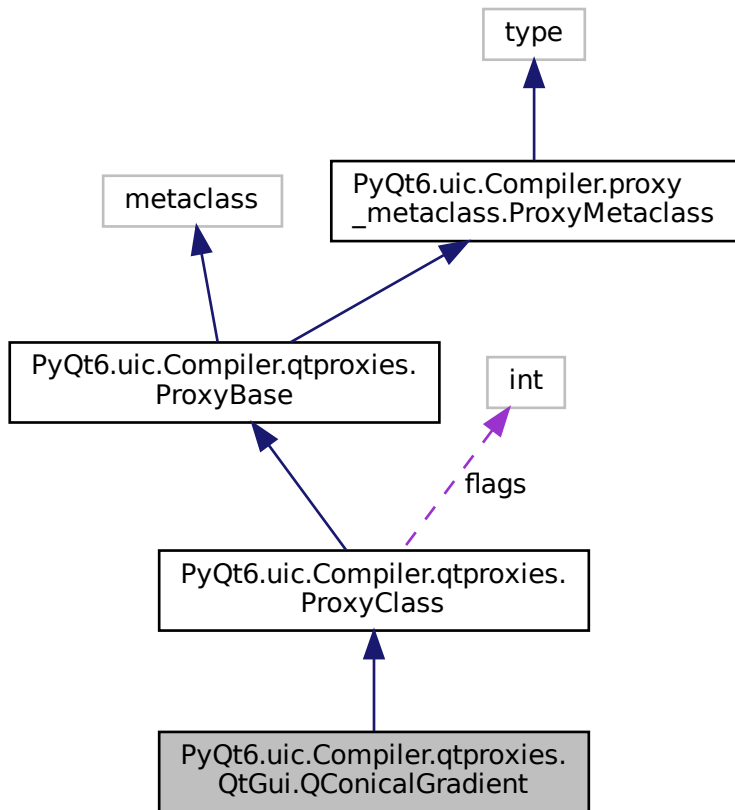 type
PyQt6.uic.Compiler.proxy
_metaclass.ProxyMetaclass
metaclass
PyQt6.uic.Compiler.qtproxies.
ProxyBase
int
flags
PyQt6.uic.Compiler.qtproxies.
ProxyClass
PyQt6.uic.Compiler.qtproxies.
QtGui.QConicalGradient